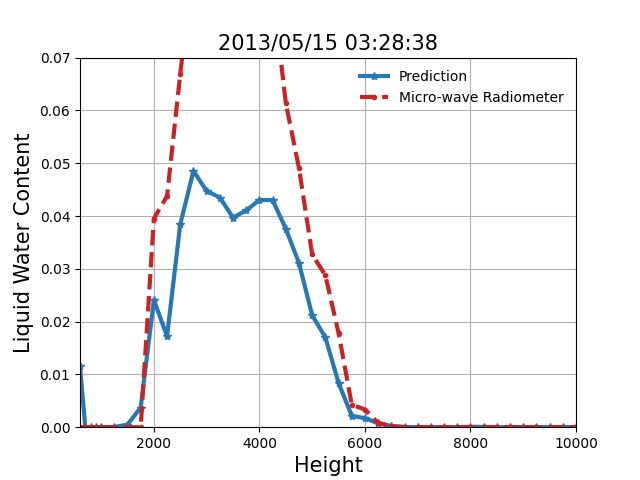 2013/05/15 03:28:38
Prediction
Micro-wave Radiometer
Liquid Water Content
0.07
0.06
0.05
0.04
0.03
0.02
0.01
0.00
2000 4000 6000 8000 10000
Height